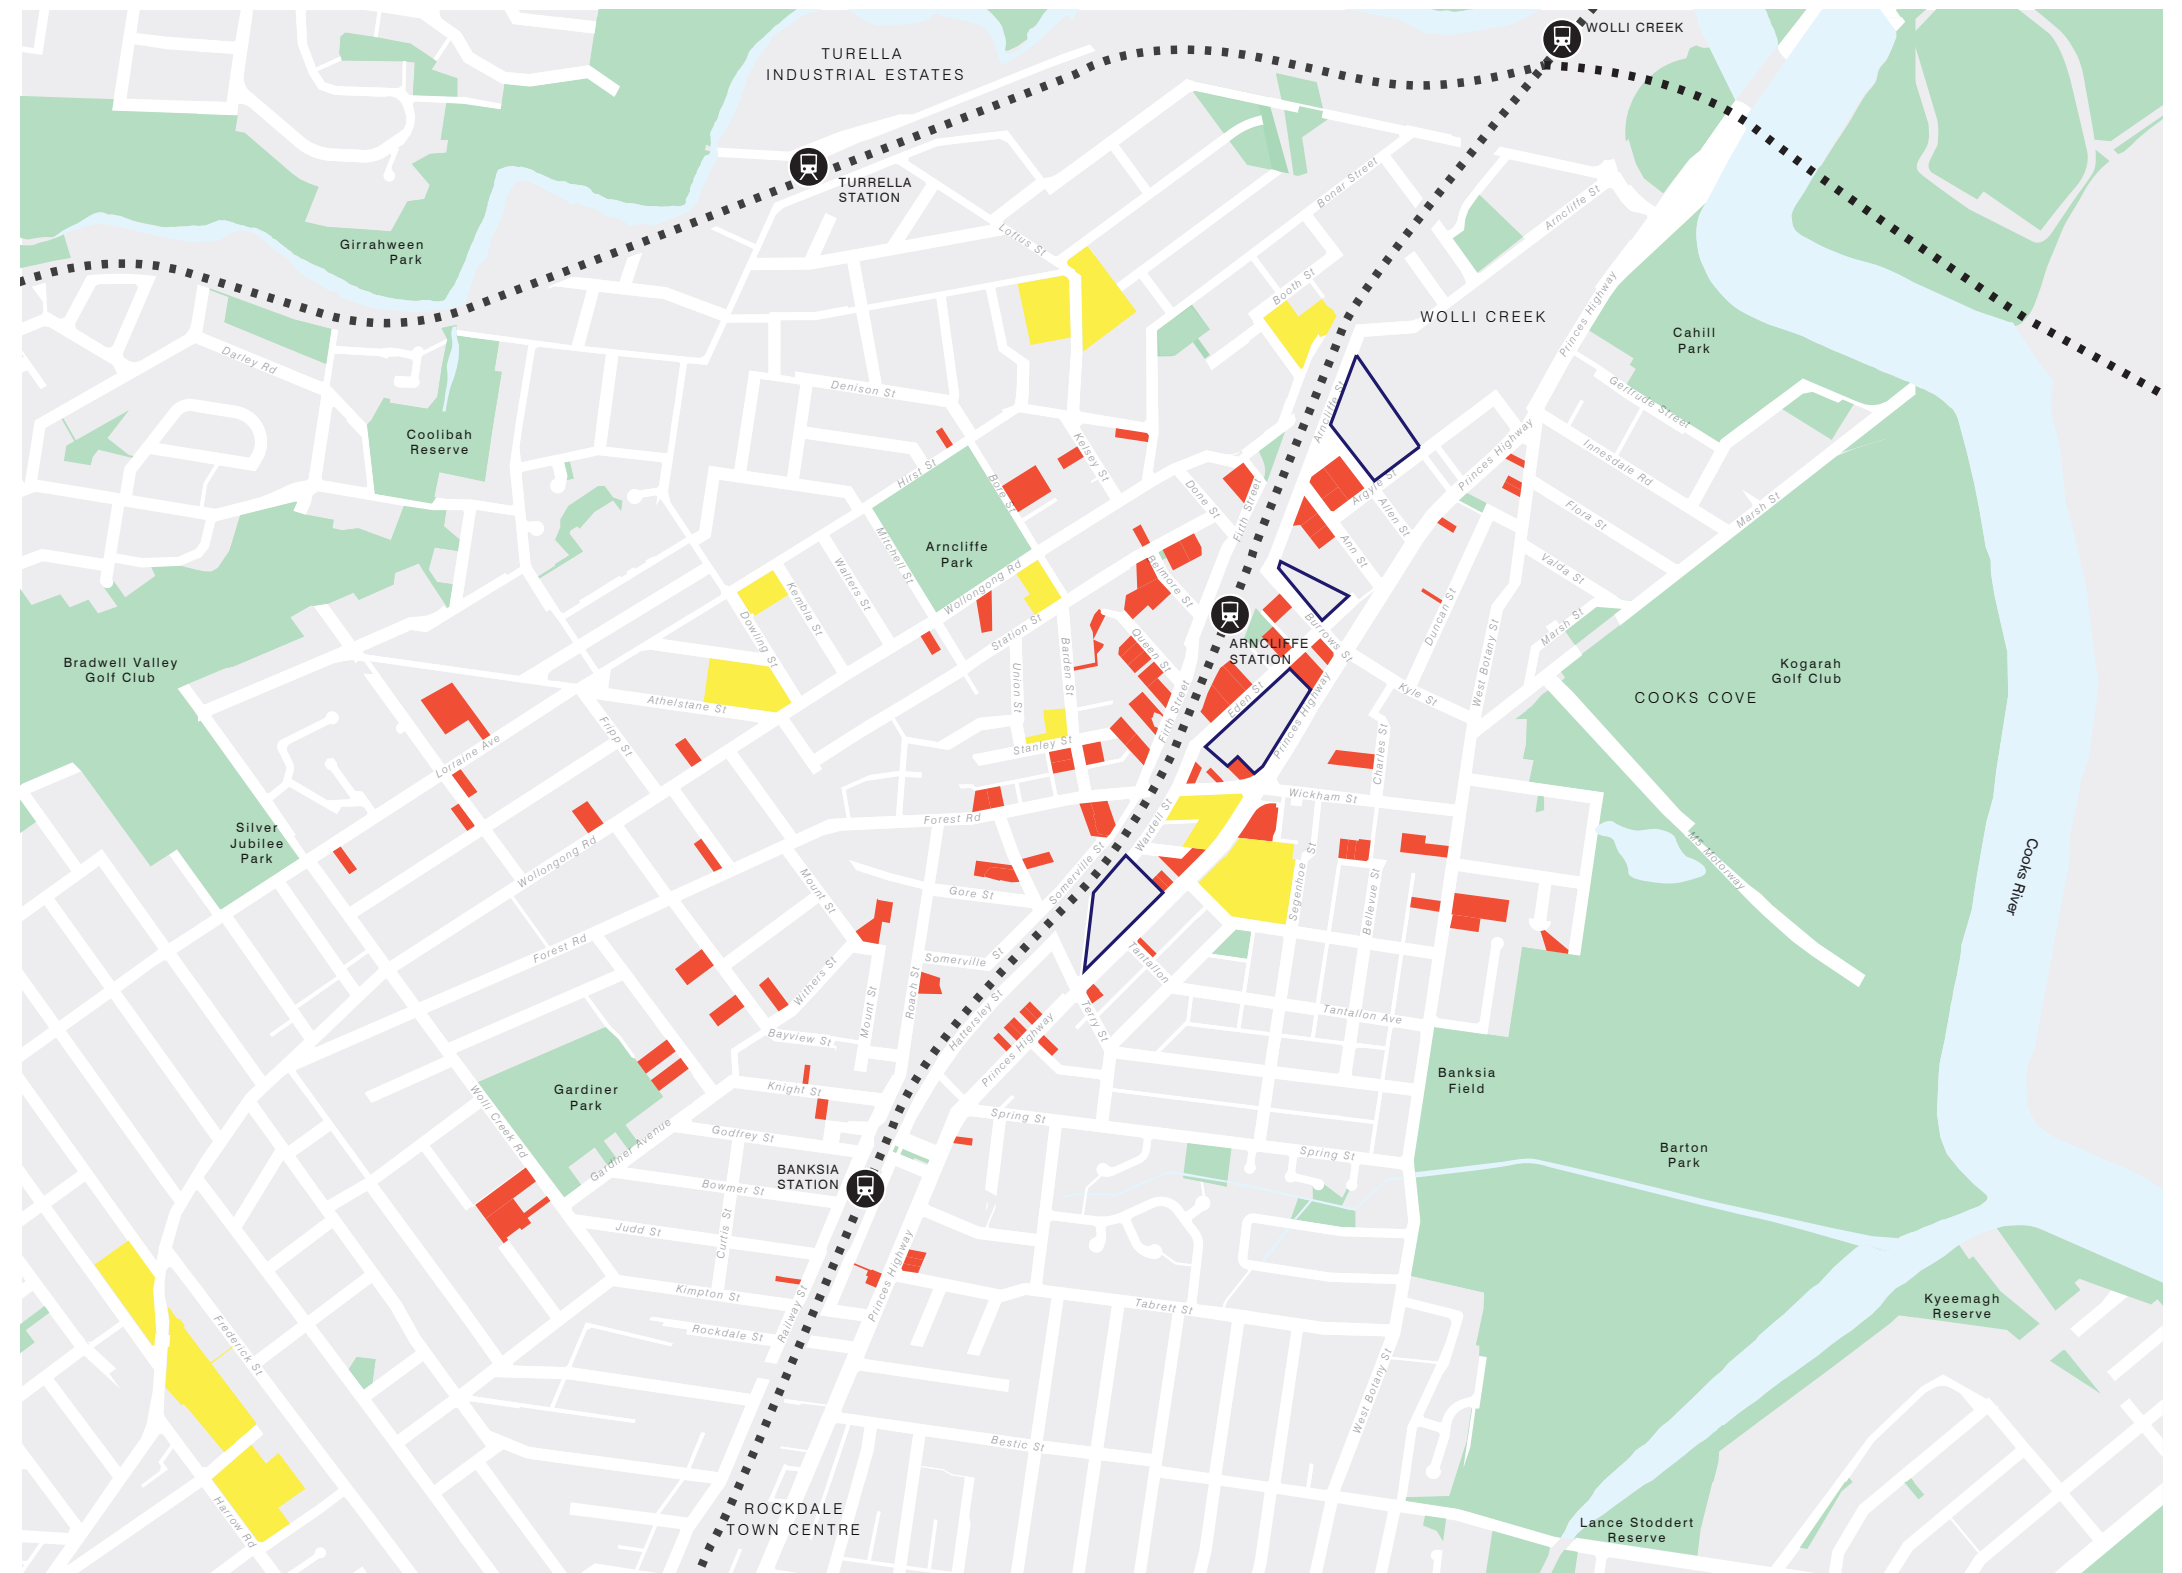 WOLLI CREEK
TURELLA
INDUSTRIAL ESTATES
TURRELLA
STATION
Bonar Street
Arncliffe St
Loftus St
Girrahween
Park
Booth St
Princes Highway
WOLLI CREEK
Cahill
Park
Darley Rd
Denison St
Gertrude Street
Arncliffe St
Coolibah
Reserve
Hirst St
Kelsey St
Princes Highway
Innesdale Rd
Bore St
Done St
Argyle St
Allen St
Firth Street
Flora St
Marsh St
Arncliffe
Park
Mitchell St
Walters St
Kembla St
Wollongong Rd
Belmore St
Ann St
Valda St
Dowling St
Station St
Barden St
Queen St
ARNCLIFFE
STATION
Burrows St
Duncan St
West Botany St
Marsh St
Bradwell Valley
Golf Club
Kogarah
Golf Club
COOKS COVE
Union St
Athelstane St
Eden St
Kyle St
Princes Highway
Firth Street
Fripp St
Lorraine Ave
Stanley St
Charles St
Wickham St
Forest Rd
Wardell St
Silver
Jubilee
Park
Wollongong Rd
M5 Motorway
Cooks River
Somerville St
Segenhoe St
Bellevue St
Gore St
Mount St
Forest Rd
Somerville St
Tantallon
Withers St
Mount St
Roach St
Hattersley St
Princes Highway
Terry St
Tantallon Ave
Bayview St
Knight St
Gardiner
Park
Banksia
Field
Wolli Creek Rd
Gardiner Avenue
Godfrey St
Spring St
Spring St
Barton
Park
BANKSIA
STATION
Bowmer St
Judd St
Curtis St
Kimpton St
Princes Highway
Railway St
Tabrett St
Kyeemagh
Reserve
Rockdale St
Frederick St
West Botany St
Bestic St
Harrow Rd
ROCKDALE
TOWN CENTRE
Lance Stoddert
Reserve